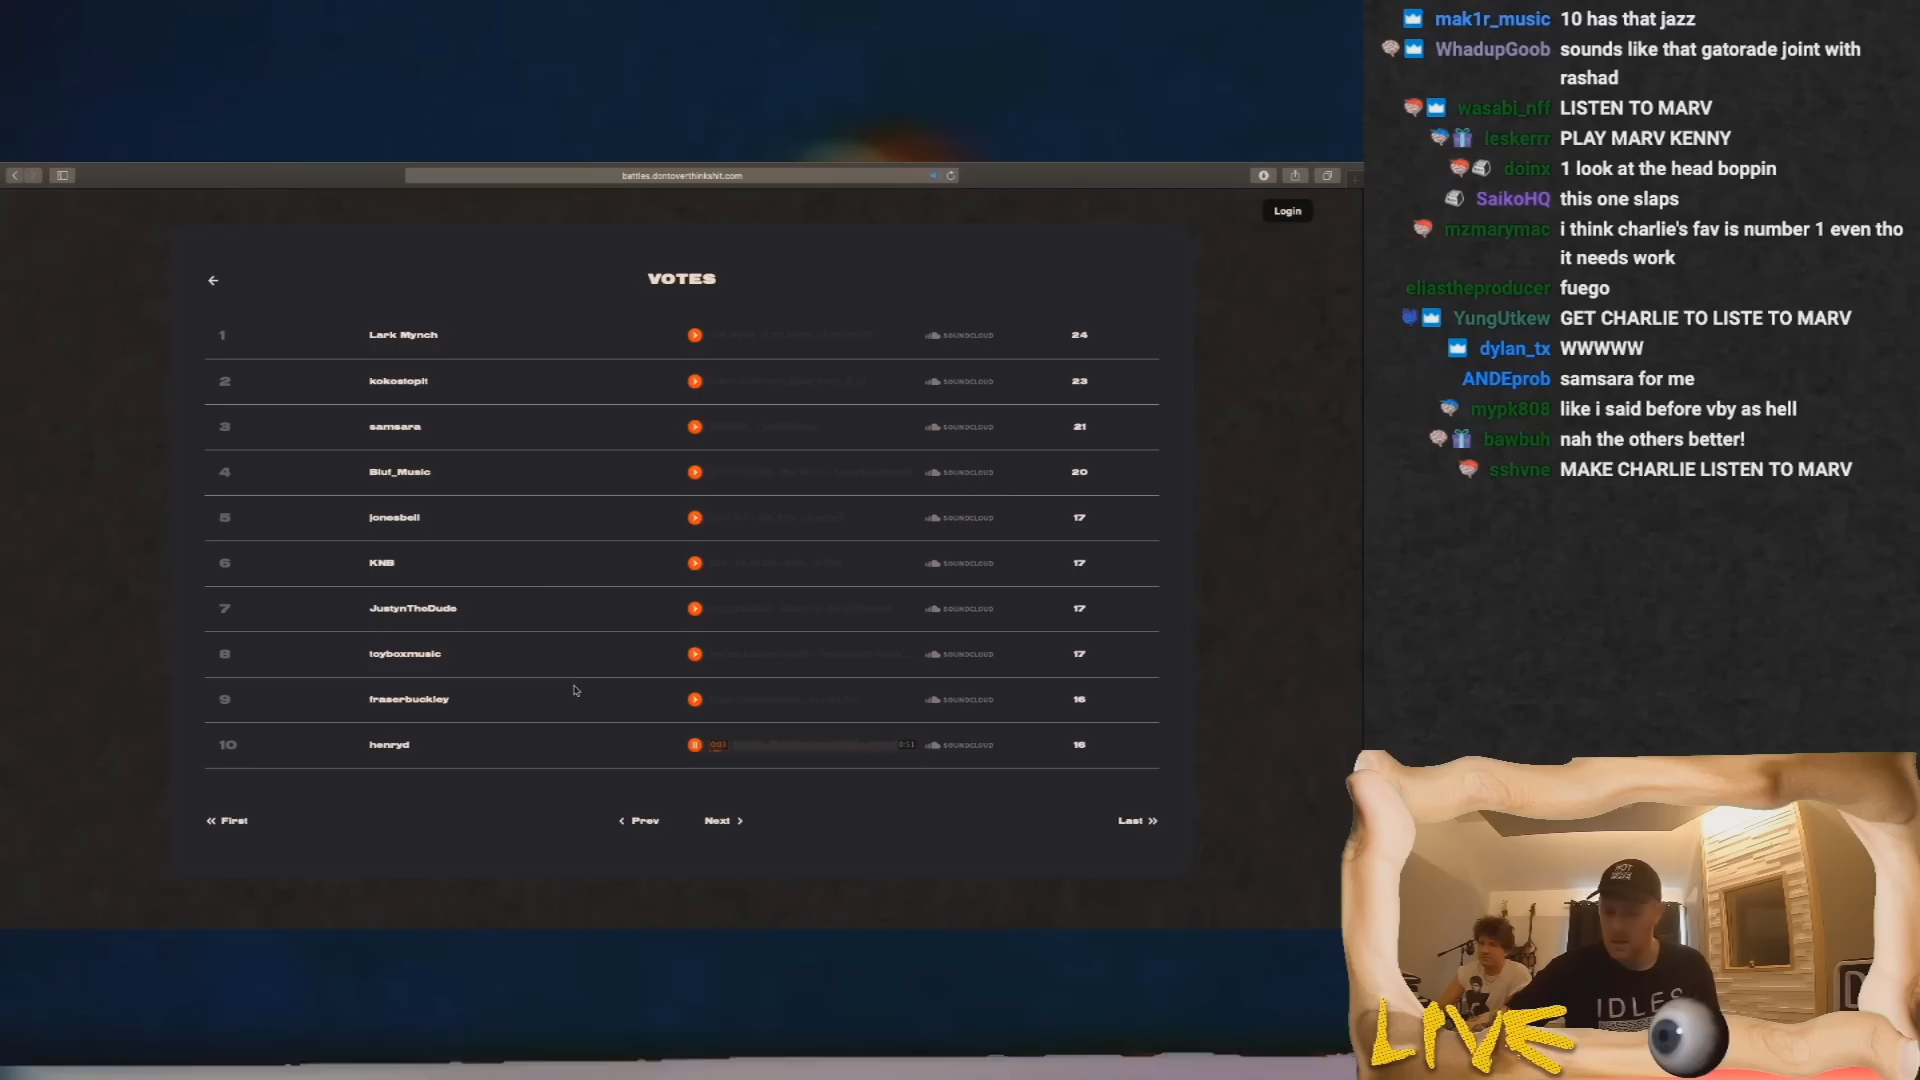 battles.dontoverthinkshit.com
Login
VOTES
1 Lark Mynch SOUNDCLOUD 24
2 kokostopit SOUNDCLOUD 23
3 samsara SOUNDCLOUD 21
4 Bluf_Music SOUNDCLOUD 20
5 jonesbell SOUNDCLOUD 17
6 KNB SOUNDCLOUD 17
7 JustynTheDude SOUNDCLOUD 17
8 toyboxmusic SOUNDCLOUD 17
9 fraserbuckley SOUNDCLOUD 16
10 henryd 0:03 0:51 SOUNDCLOUD 16
« First ‹ Prev Next › Last »
mak1r_music 10 has that jazz
WhadupGoob sounds like that gatorade joint with
rashad
wasabi_nff LISTEN TO MARV
leskerrr PLAY MARV KENNY
doinx 1 look at the head boppin
SaikoHQ this one slaps
mzmarymac i think charlie's fav is number 1 even tho
it needs work
eliastheproducer fuego
YungUtkew GET CHARLIE TO LISTE TO MARV
dylan_tx WWWWW
ANDEprob samsara for me
mypk808 like i said before vby as hell
bawbuh nah the others better!
sshvne MAKE CHARLIE LISTEN TO MARV
HOT
IDLES
LIVE